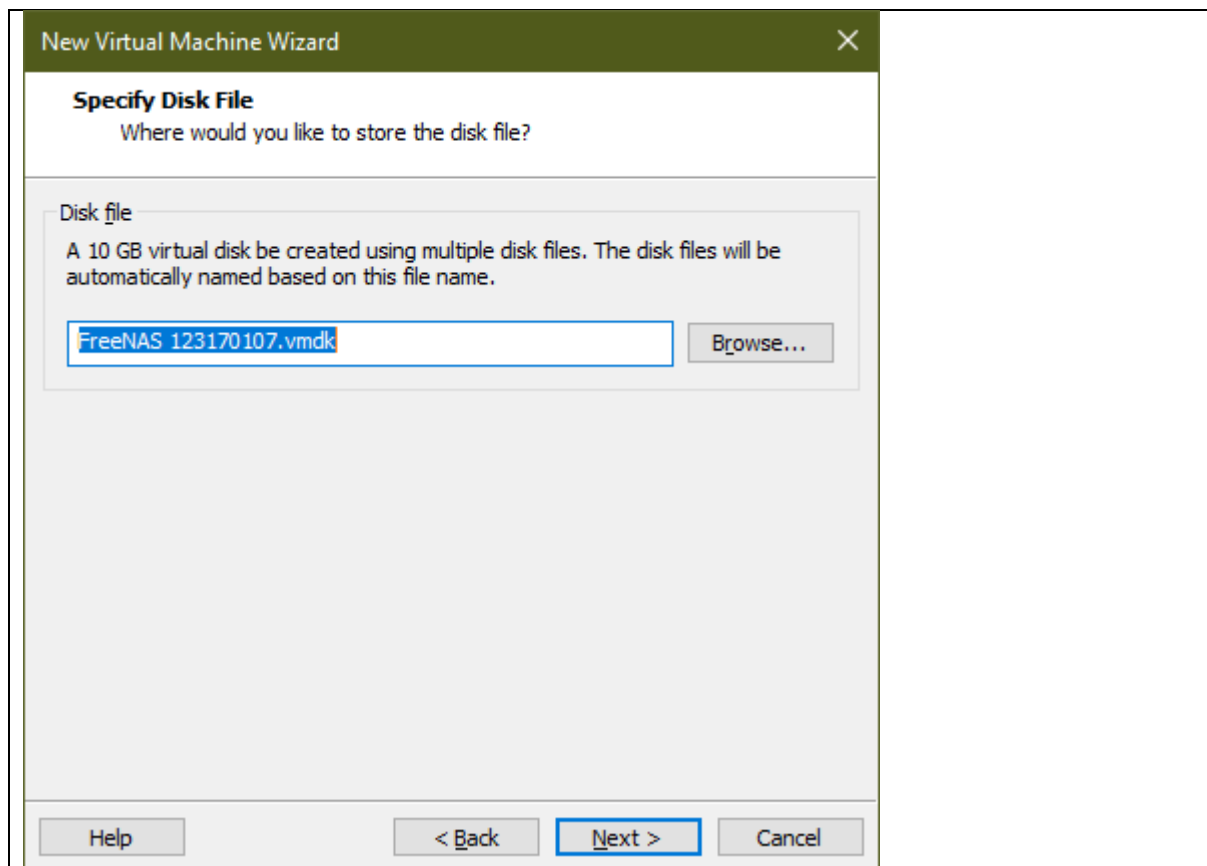 New Virtual Machine Wizard
Specify Disk File
Where would you like to store the disk file?
Disk file
A 10 GB virtual disk be created using multiple disk files. The disk files will be
automatically named based on this file name.
FreeNAS 123170107.vmdk
Browse...
Help
< Back
Next >
Cancel